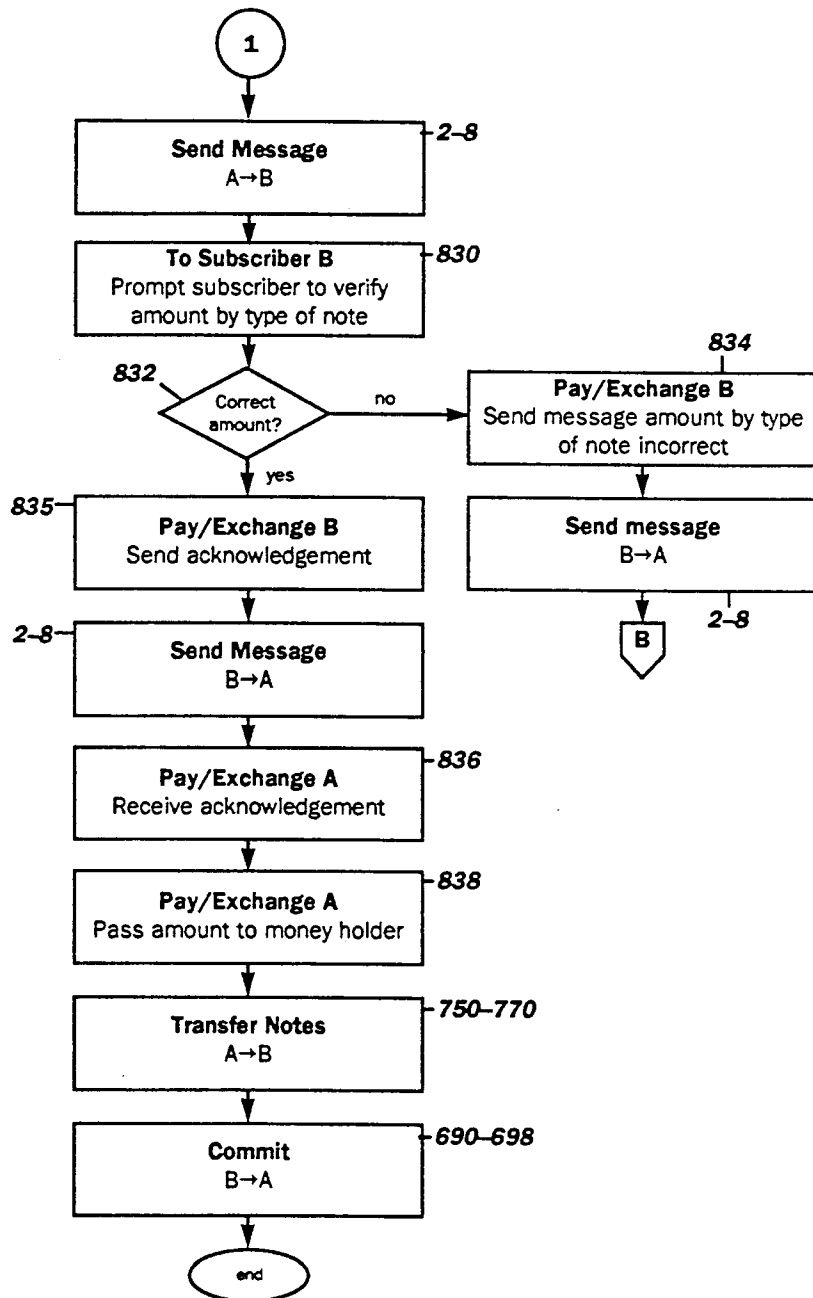 1
Send Message
A→B
2–8
To Subscriber B
Prompt subscriber to verify
amount by type of note
830
832
Correct
amount?
no
yes
834
Pay/Exchange B
Send message amount by type
of note incorrect
Send message
B→A
2–8
B
835
Pay/Exchange B
Send acknowledgement
2–8
Send Message
B→A
Pay/Exchange A
Receive acknowledgement
836
Pay/Exchange A
Pass amount to money holder
838
Transfer Notes
A→B
750–770
Commit
B→A
690–698
end